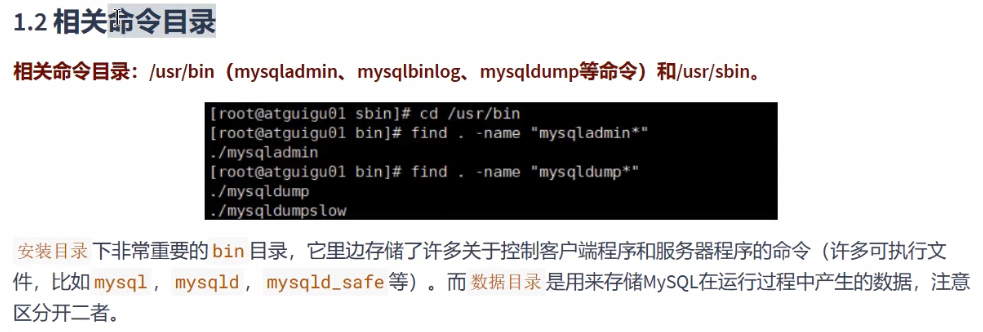 1.2 相关命令目录
相关命令目录：/usr/bin（mysqladmin、mysqlbinlog、mysqldump等命令）和/usr/sbin。
[root@atguigu01 sbin]# cd /usr/bin
[root@atguigu01 bin]# find . -name "mysqladmin*"
./mysqladmin
[root@atguigu01 bin]# find . -name "mysqldump*"
./mysqldump
./mysqldumpslow
安装目录下非常重要的bin目录，它里边存储了许多关于控制客户端程序和服务器程序的命令（许多可执行文
件，比如mysql，mysqld，mysqld_safe等）。而数据目录是用来存储MySQL在运行过程中产生的数据，注意
区分开二者。